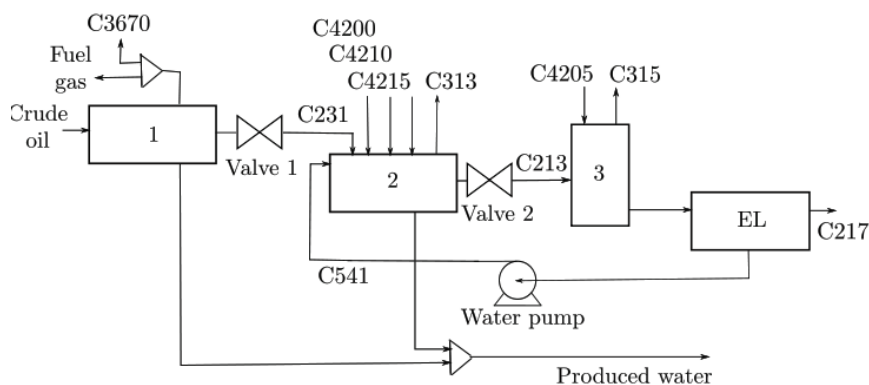 C3670
Fuel
gas
Crude
oil
1
Valve 1
C231
C4200
C4210
C4215
C313
2
C541
C213
Valve 2
C4205
C315
3
EL
C217
Water pump
Produced water